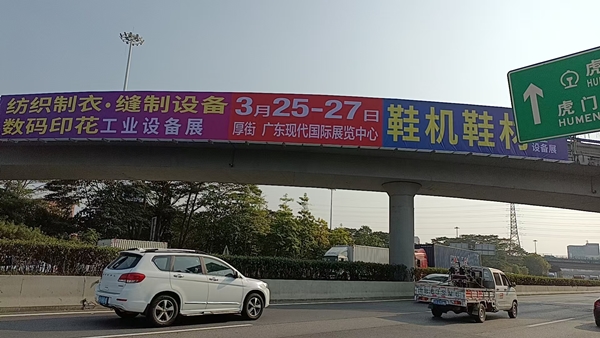 纺织制衣·缝制设备
数码印花工业设备展
3月25-27日
厚街 广东现代国际展览中心
鞋机鞋材
设备展
虎门
HUMEN